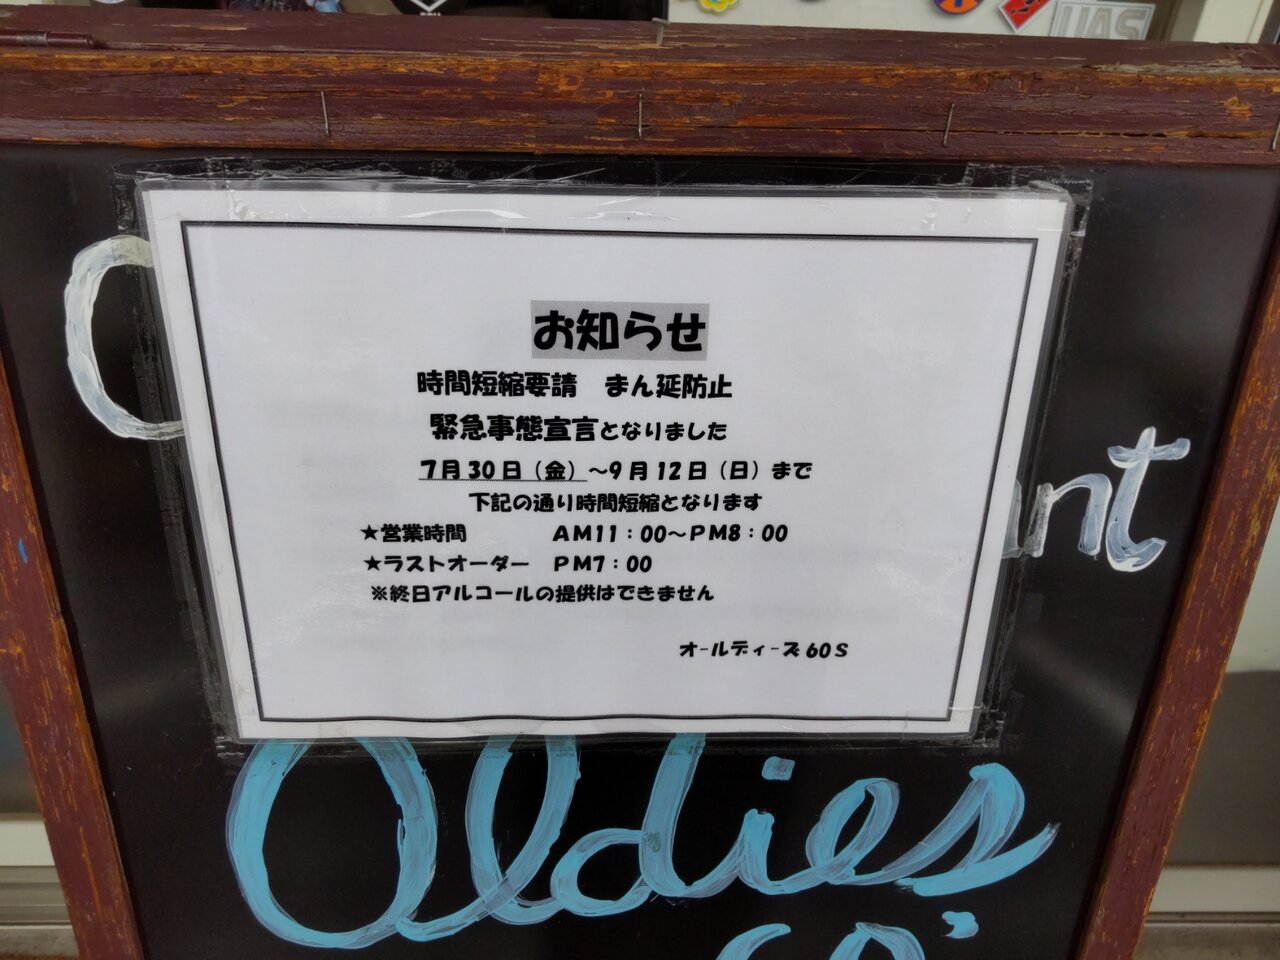 UAS
お知らせ
時間短縮要請　まん延防止
緊急事態宣言となりました
7月30日（金）～9月12日（日）まで
下記の通り時間短縮となります
★営業時間　　　AM11：00～PM8：00
★ラストオーダー　PM7：00
※終日アルコールの提供はできません
オールディーズ60S
Oldies